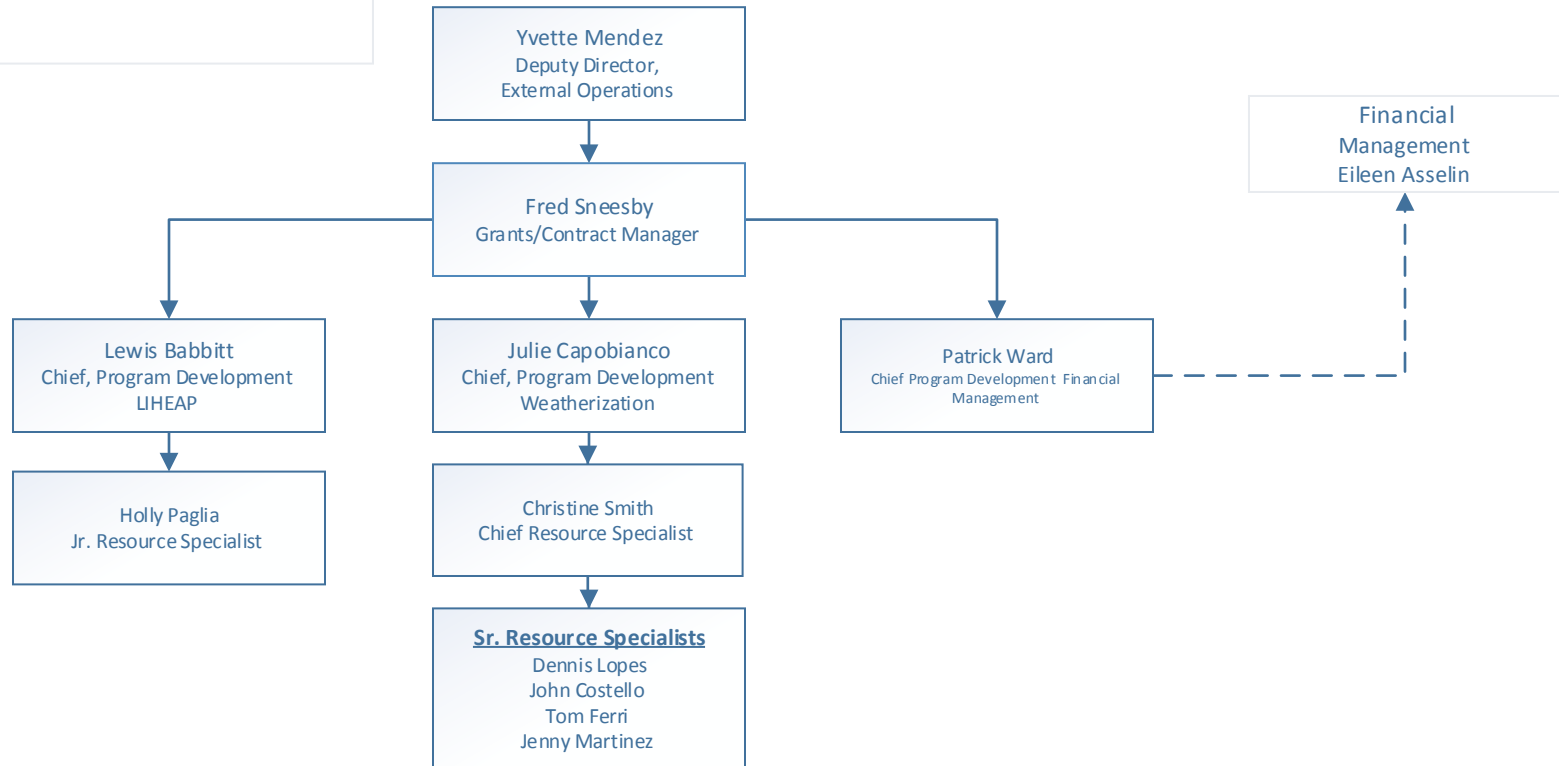 Yvette Mendez
Deputy Director,
External Operations
Financial
Management
Eileen Asselin
Fred Sneesby
Grants/Contract Manager
Lewis Babbitt
Chief, Program Development
LIHEAP
Julie Capobianco
Chief, Program Development
Weatherization
Patrick Ward
Chief Program Development Financial
Management
Holly Paglia
Jr. Resource Specialist
Christine Smith
Chief Resource Specialist
Sr. Resource Specialists
Dennis Lopes
John Costello
Tom Ferri
Jenny Martinez